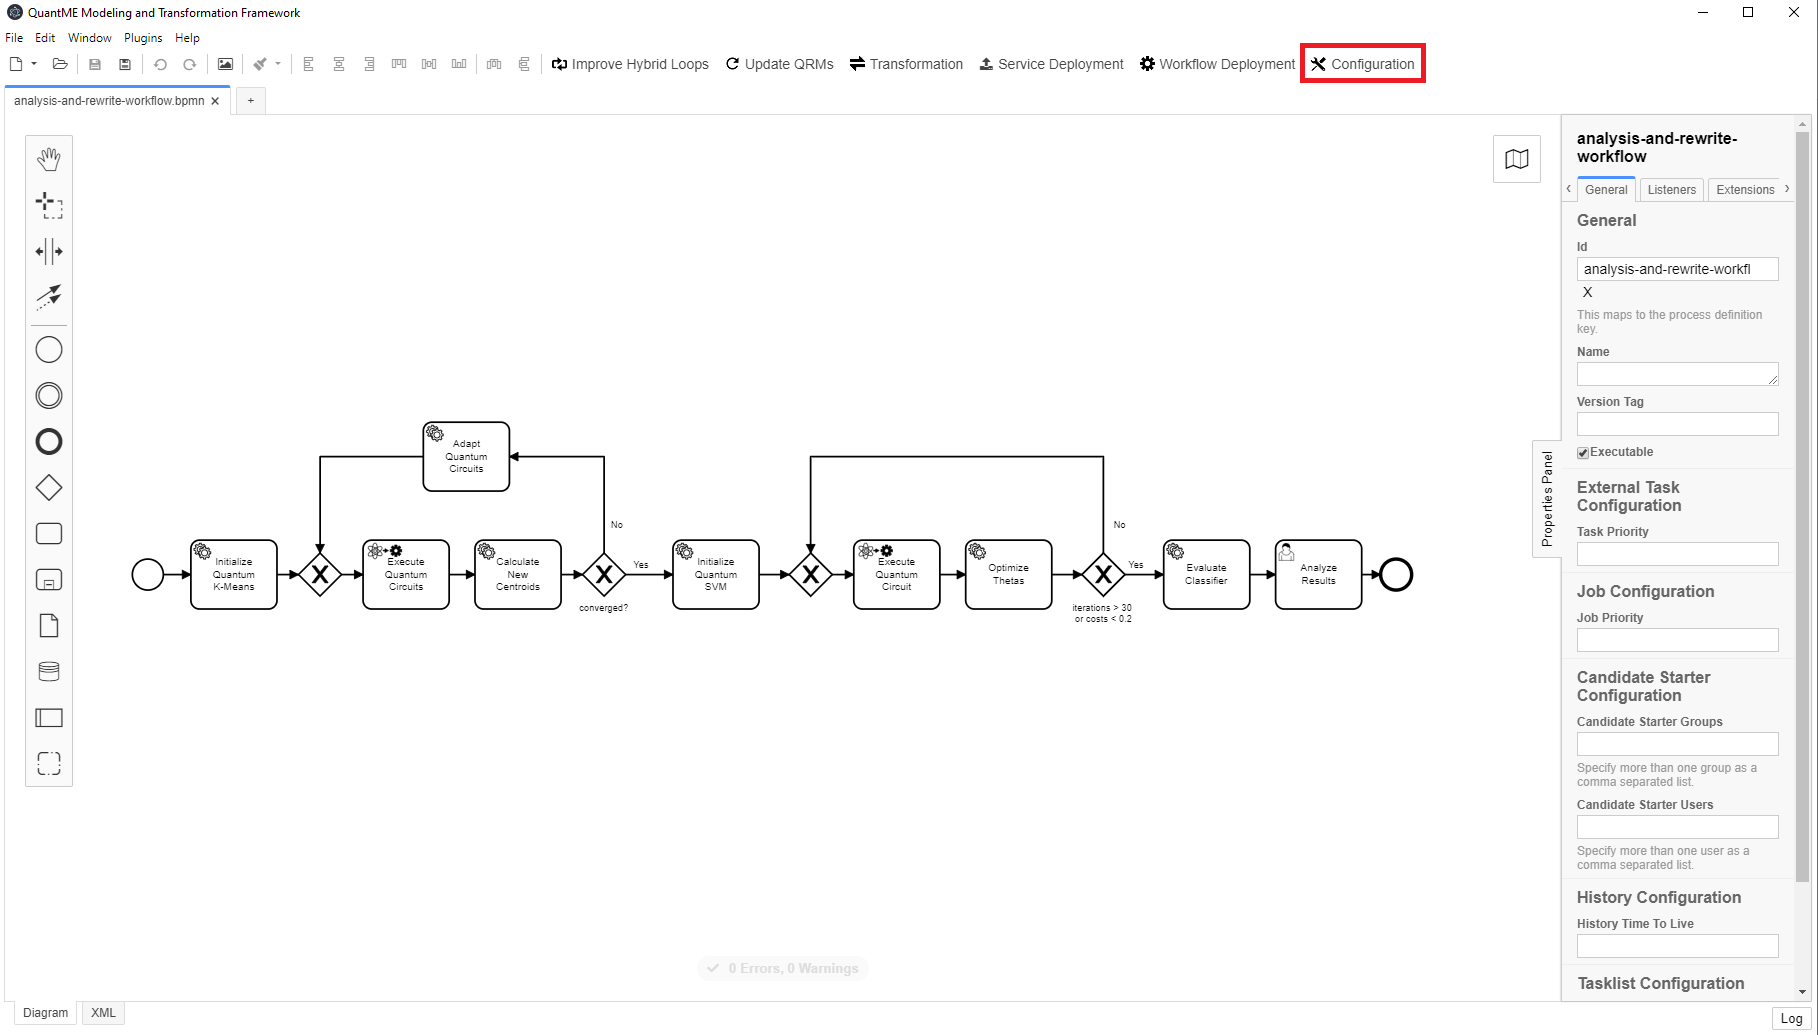 QuantME Modeling and Transformation Framework
File Edit Window Plugins Help
Improve Hybrid Loops Update QRMs Transformation Service Deployment Workflow Deployment Configuration
analysis-and-rewrite-workflow.bpmn × +
analysis-and-rewrite-
workflow
General Listeners Extensions
General
Id
analysis-and-rewrite-workfl
X
This maps to the process definition
key.
Name
Version Tag
Executable
External Task
Configuration
Task Priority
Job Configuration
Job Priority
Candidate Starter
Configuration
Candidate Starter Groups
Specify more than one group as a
comma separated list.
Candidate Starter Users
Specify more than one user as a
comma separated list.
History Configuration
History Time To Live
Tasklist Configuration
Properties Panel
Adapt
Quantum
Circuits
No
No
Initialize
Quantum
K-Means
Execute
Quantum
Circuits
Calculate
New
Centroids
Yes
converged?
Initialize
Quantum
SVM
Execute
Quantum
Circuit
Optimize
Thetas
Yes
iterations > 30
or costs < 0.2
Evaluate
Classifier
Analyze
Results
0 Errors, 0 Warnings
Diagram XML
Log